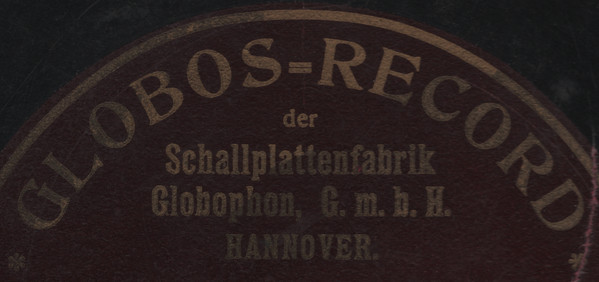 GLOBOS=RECORD
der
Schallplattenfabrik
Globophon, G. m. b. H.
HANNOVER.